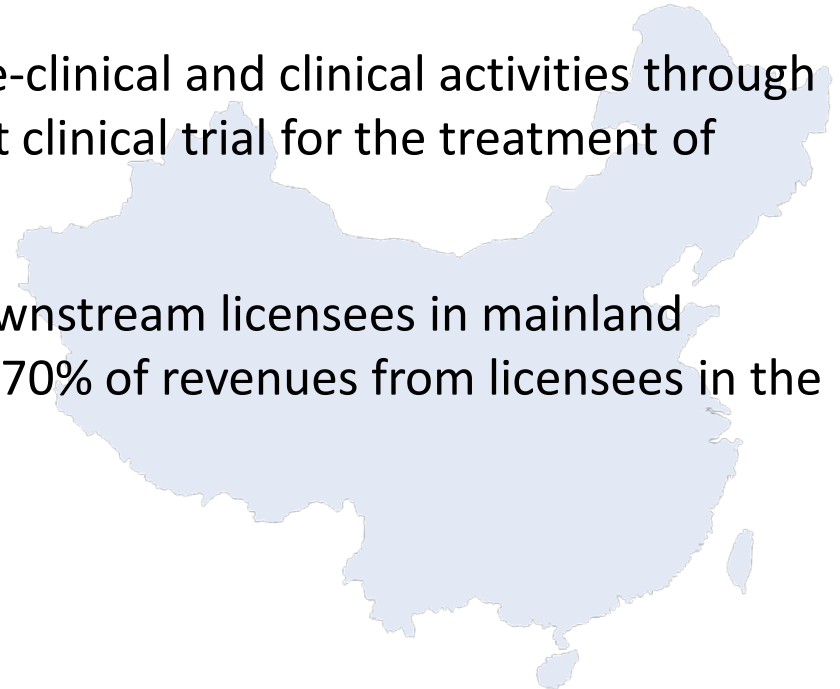 e-clinical and clinical activities through
t clinical trial for the treatment of
wnstream licensees in mainland
70% of revenues from licensees in the